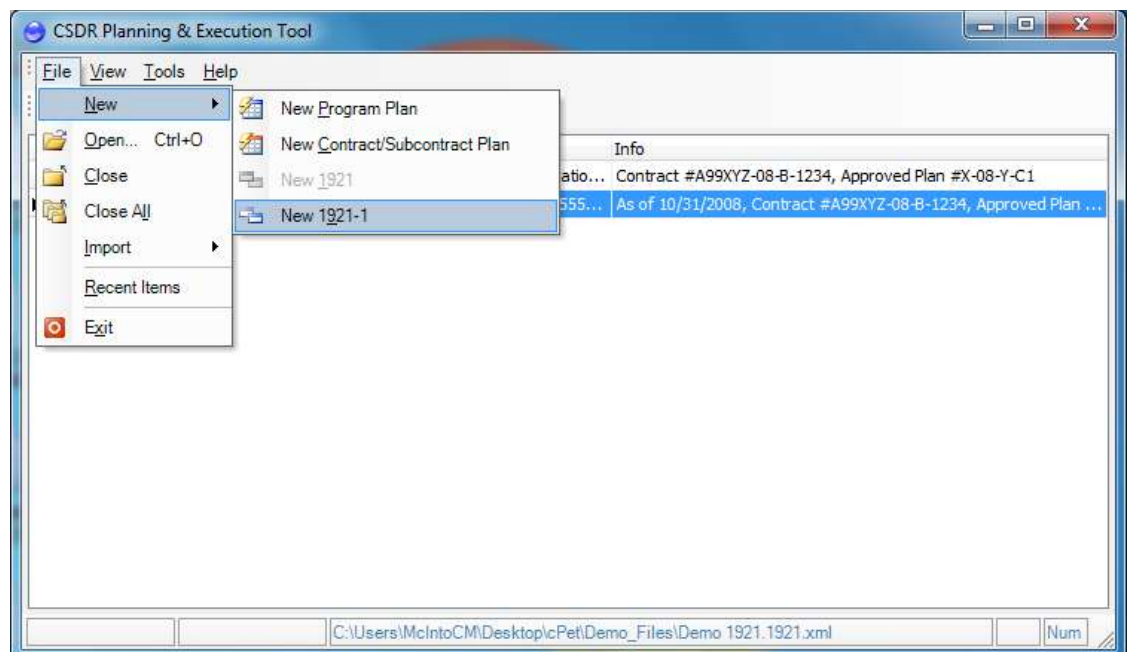 CSDR Planning & Execution Tool
File View Tools Help
New
New Program Plan
Open... Ctrl+O
New Contract/Subcontract Plan
Info
Close
New 1921
atio... Contract #A99XYZ-08-B-1234, Approved Plan #X-08-Y-C1
Close All
New 1921-1
555... As of 10/31/2008, Contract #A99XYZ-08-B-1234, Approved Plan ...
Import
Recent Items
Exit
C:\Users\McIntoCM\Desktop\cPet\Demo_Files\Demo 1921.1921.xml
Num